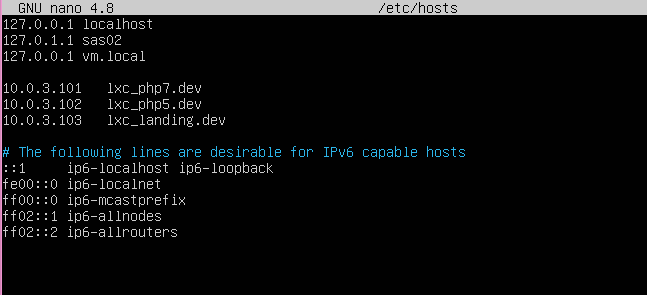 GNU nano 4.8 /etc/hosts
127.0.0.1 localhost
127.0.1.1 sas02
127.0.0.1 vm.local
10.0.3.101 lxc_php7.dev
10.0.3.102 lxc_php5.dev
10.0.3.103 lxc_landing.dev
# The following lines are desirable for IPv6 capable hosts
::1 ip6-localhost ip6-loopback
fe00::0 ip6-localnet
ff00::0 ip6-mcastprefix
ff02::1 ip6-allnodes
ff02::2 ip6-allrouters